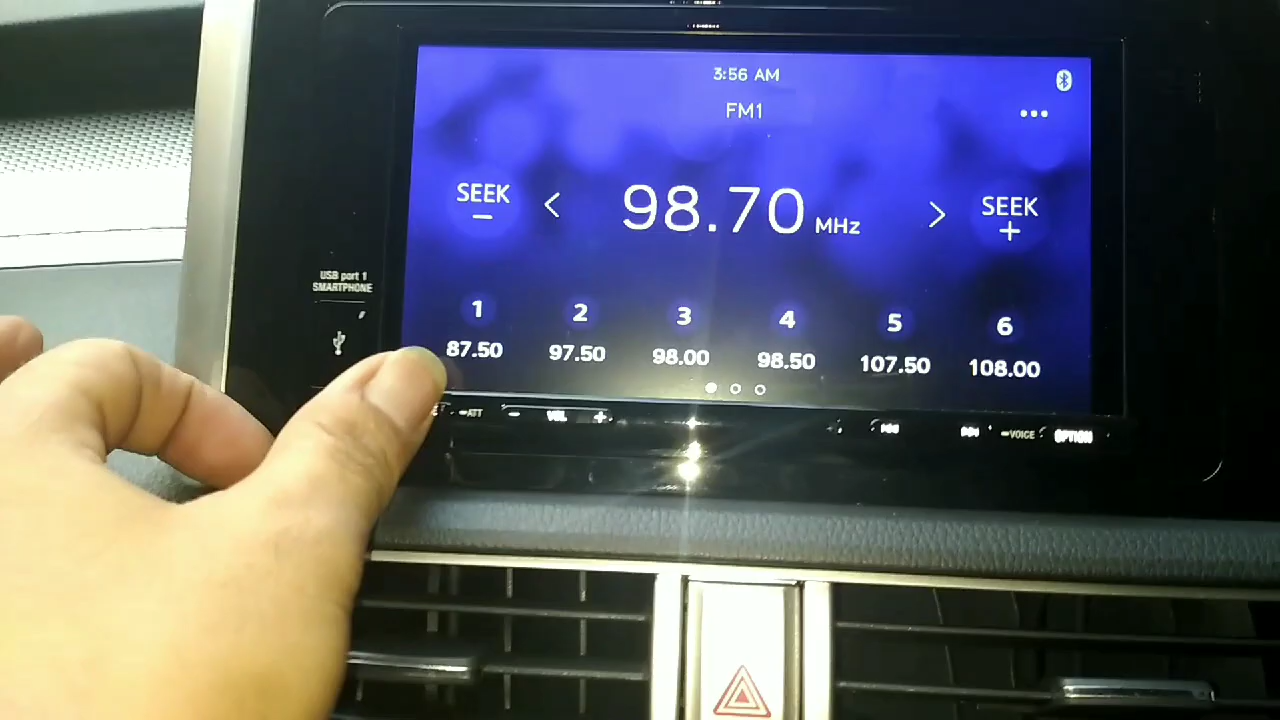 3:56 AM
FM1
SEEK
−
<
98.70 MHz
>
SEEK
+
USB port 1
SMARTPHONE
1 2 3 4 5 6
87.50 97.50 98.00 98.50 107.50 108.00
ATT − VOL + VOICE OPTION